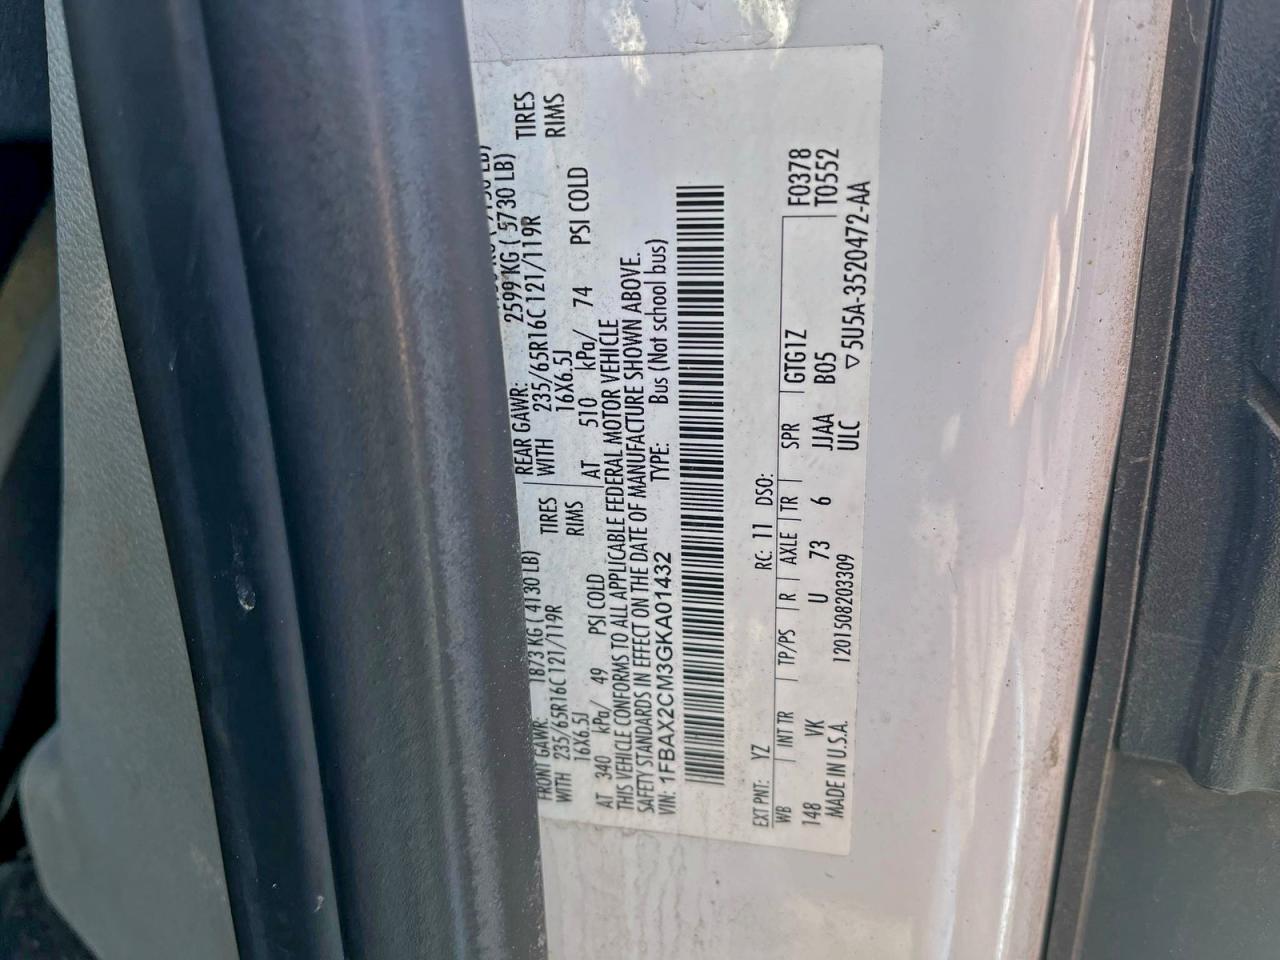 2599 KG ( 5730 LB)
FRONT GAWR: 1873 KG ( 4130 LB) REAR GAWR:
WITH 235/65R16C 121/119R TIRES WITH 235/65R16C 121/119R TIRES
16X6.5J RIMS 16X6.5J RIMS
AT 340 kPa/ 49 PSI COLD AT 510 kPa/ 74 PSI COLD
THIS VEHICLE CONFORMS TO ALL APPLICABLE FEDERAL MOTOR VEHICLE
SAFETY STANDARDS IN EFFECT ON THE DATE OF MANUFACTURE SHOWN ABOVE.
VIN: 1FBAX2CM3GKA01432 TYPE: Bus (Not school bus)
EXT PNT: YZ RC: 11 DSO:
WB INT TR TP/PS R AXLE TR SPR GTG1Z F0378
148 VK U 73 6 JJAA B05 T0552
MADE IN U.S.A. 1201508203309 ULC
▽5U5A-3520472-AA